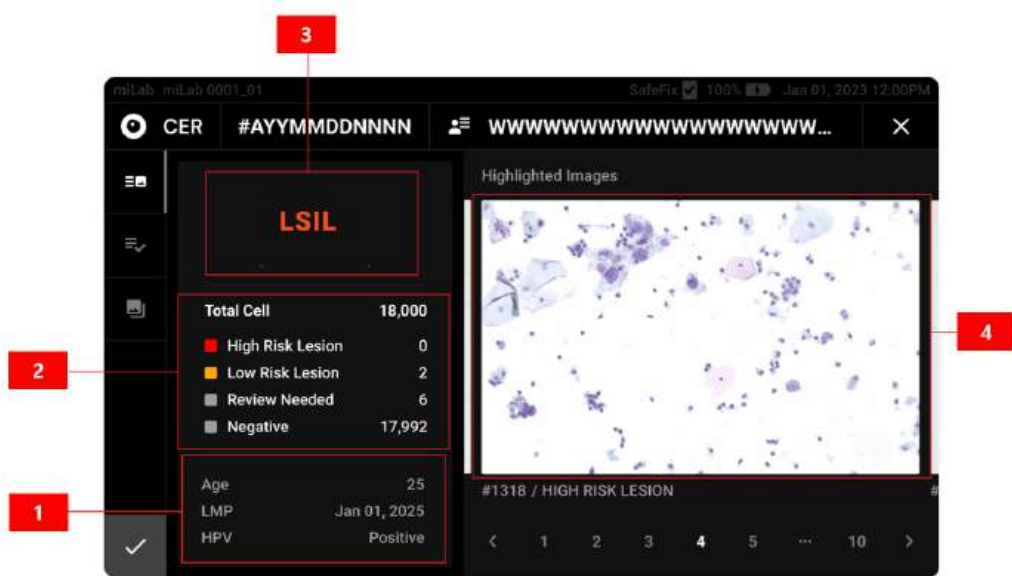 3
miLab miLab 0001_01 SafeFix 100% Jan 01, 2023 12:00PM
CER #AYYMMDDNNNN WWWWWWWWWWWWWWWWWW...
Highlighted Images
LSIL
Total Cell 18,000
High Risk Lesion 0
Low Risk Lesion 2
Review Needed 6
Negative 17,992
2
4
Age 25
LMP Jan 01, 2025
HPV Positive
1
#1318 / HIGH RISK LESION #
< 1 2 3 4 5 ... 10 >